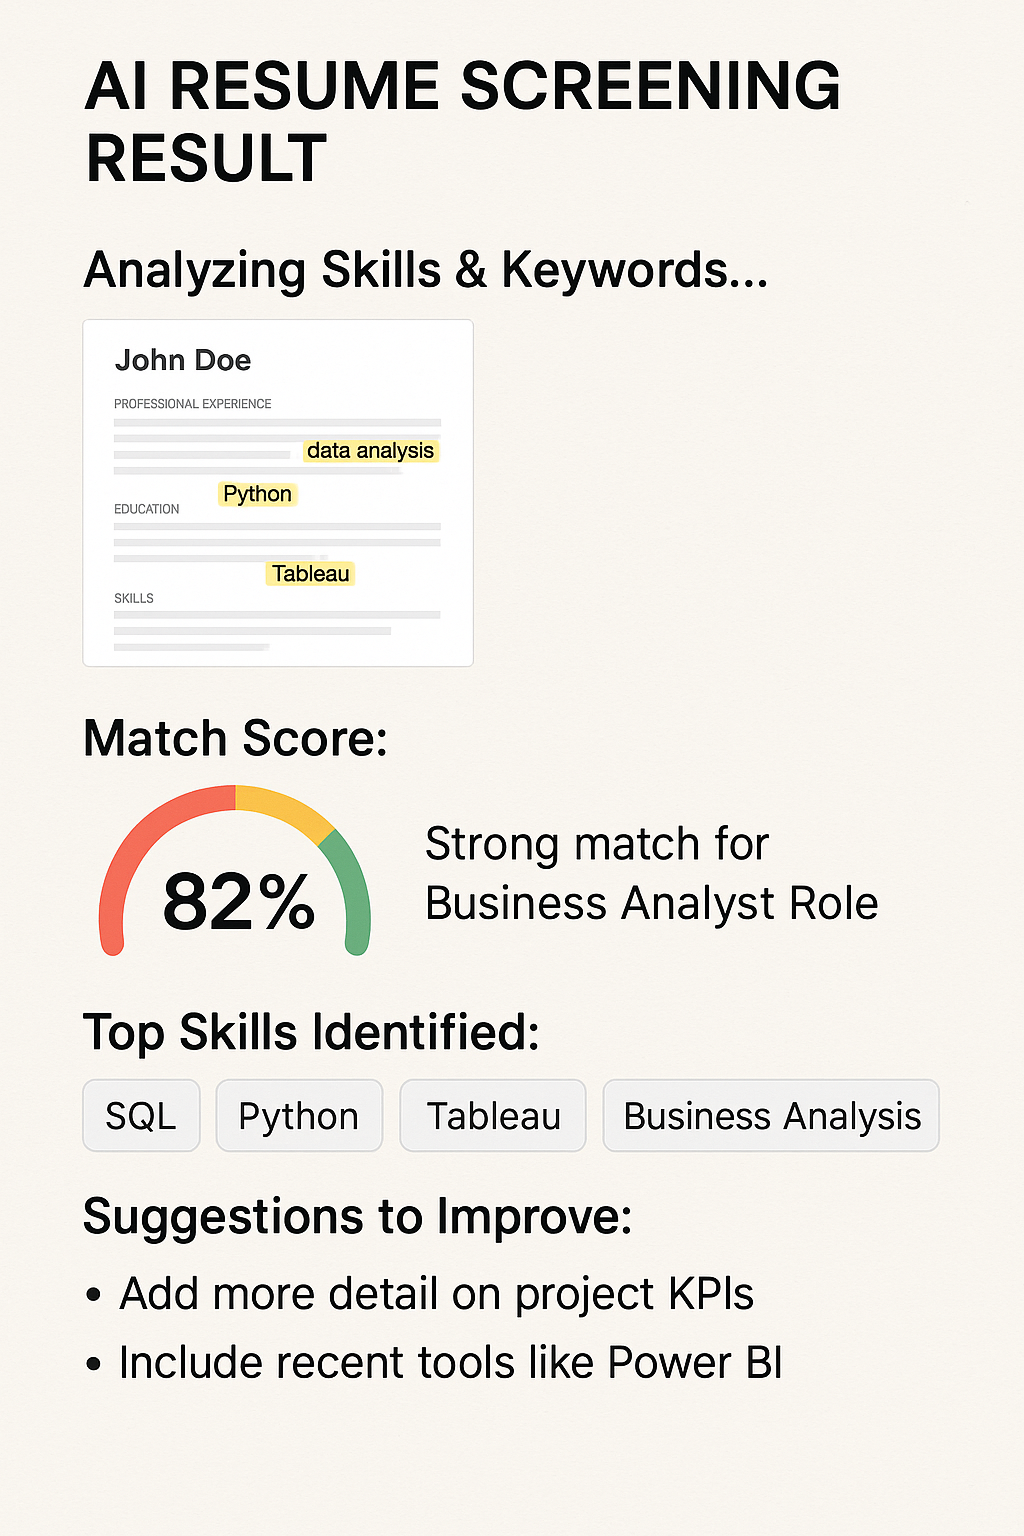 AI RESUME SCREENING
RESULT
Analyzing Skills & Keywords...
John Doe
PROFESSIONAL EXPERIENCE
data analysis
Python
EDUCATION
Tableau
SKILLS
Match Score:
82%
Strong match for
Business Analyst Role
Top Skills Identified:
SQL
Python
Tableau
Business Analysis
Suggestions to Improve:
• Add more detail on project KPIs
• Include recent tools like Power BI